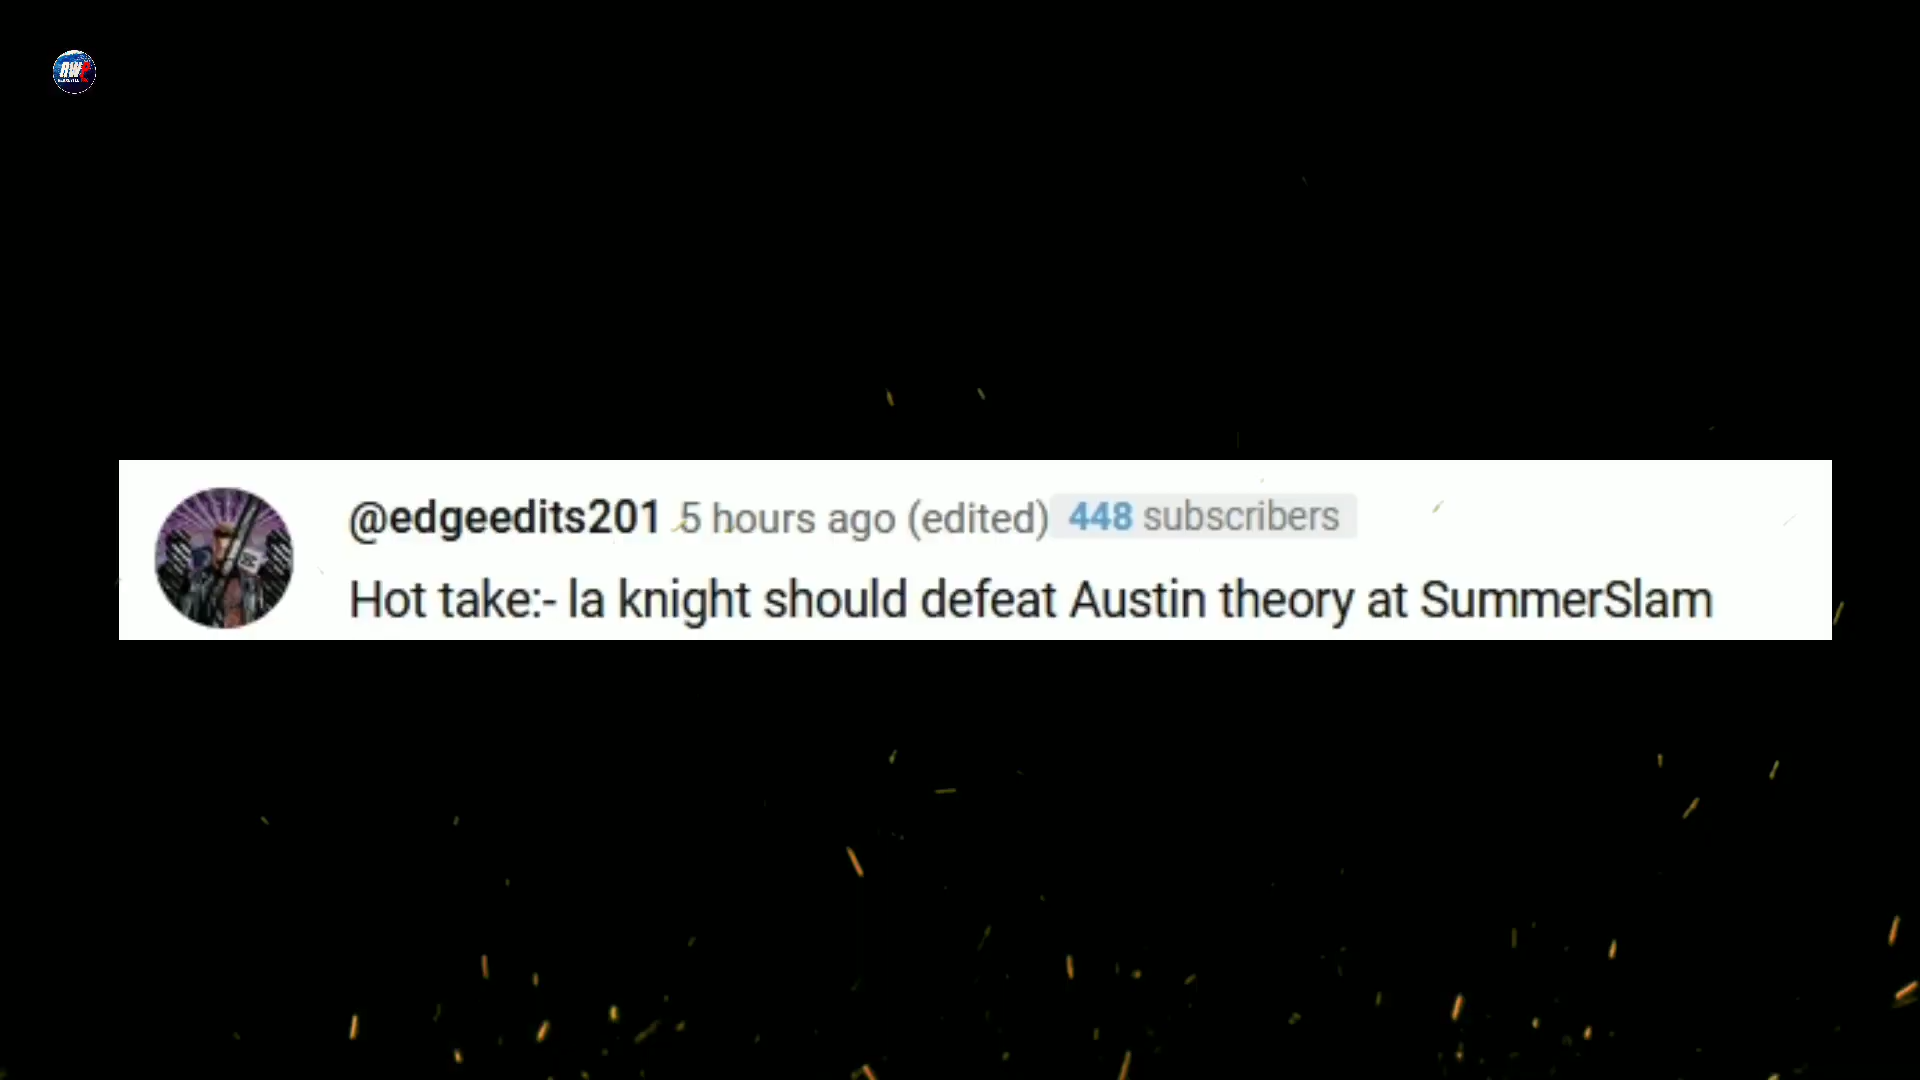 @edgeedits201 5 hours ago (edited) 448 subscribers
Hot take:- la knight should defeat Austin theory at SummerSlam